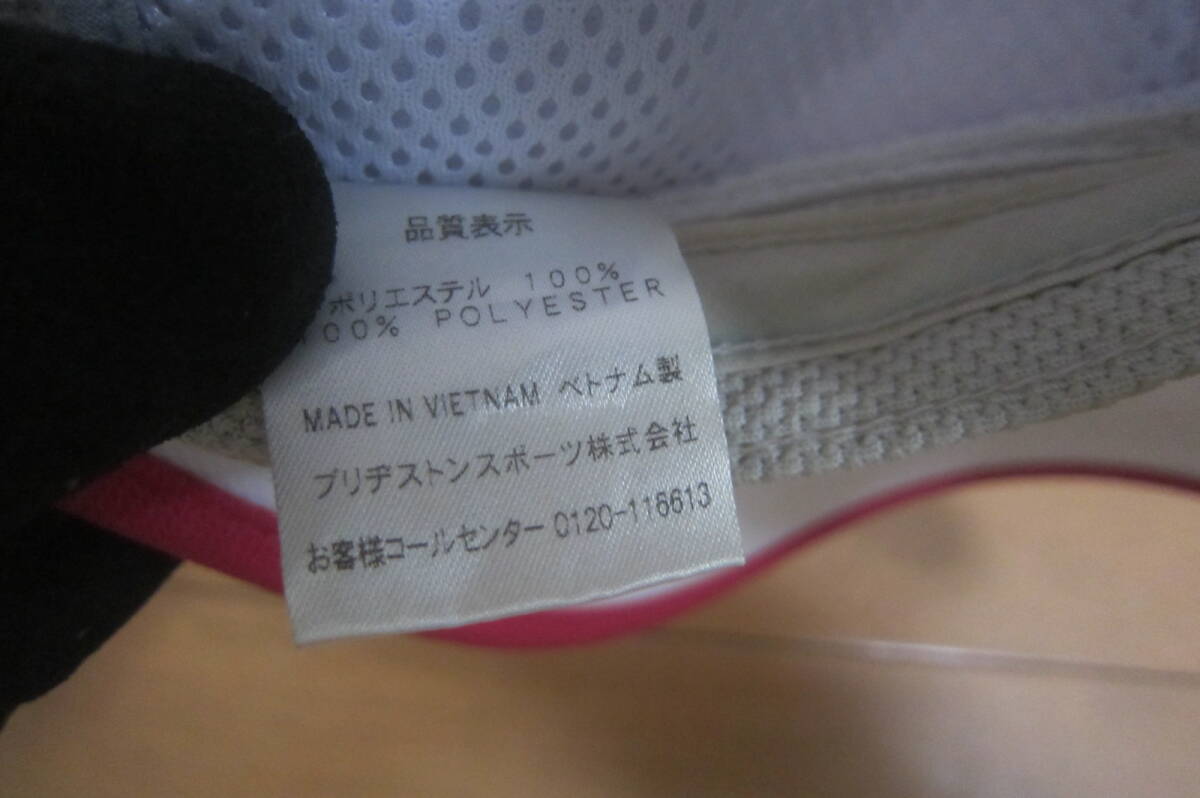 品質表示
ポリエステル 100%
100% POLYESTER
MADE IN VIETNAM ベトナム製
ブリヂストンスポーツ株式会社
お客様コールセンター 0120-116613